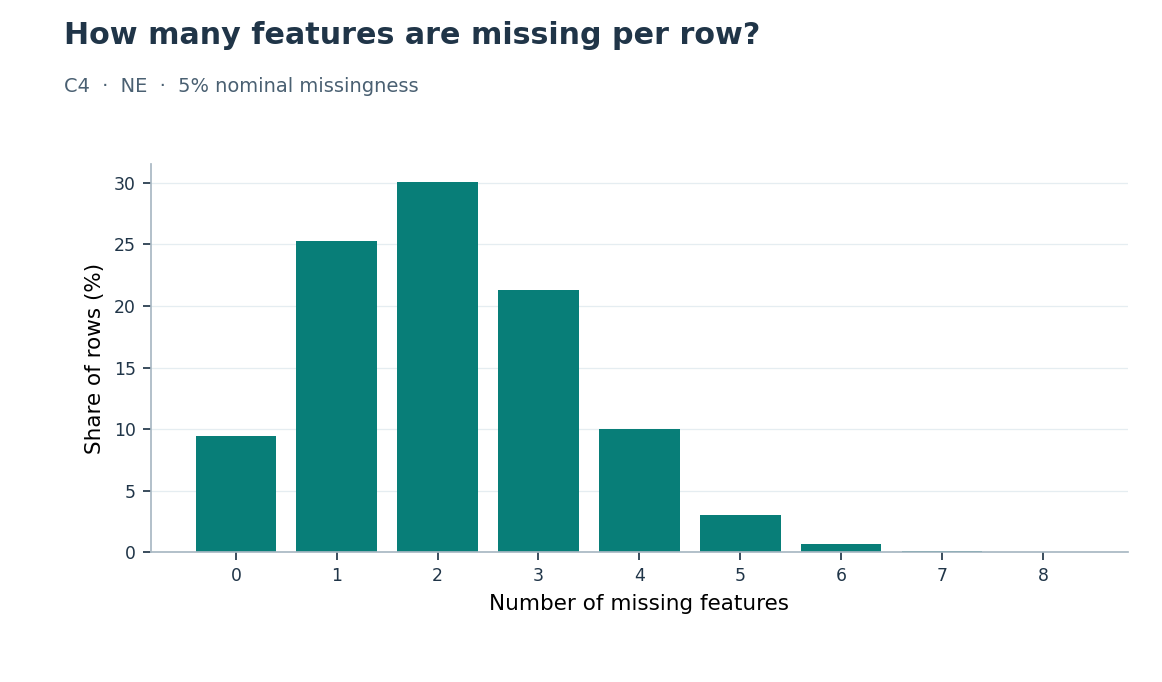 How many features are missing per row?
C4 · NE · 5% nominal missingness
Share of rows (%)
30
25
20
15
10
5
0
0 1 2 3 4 5 6 7 8
Number of missing features